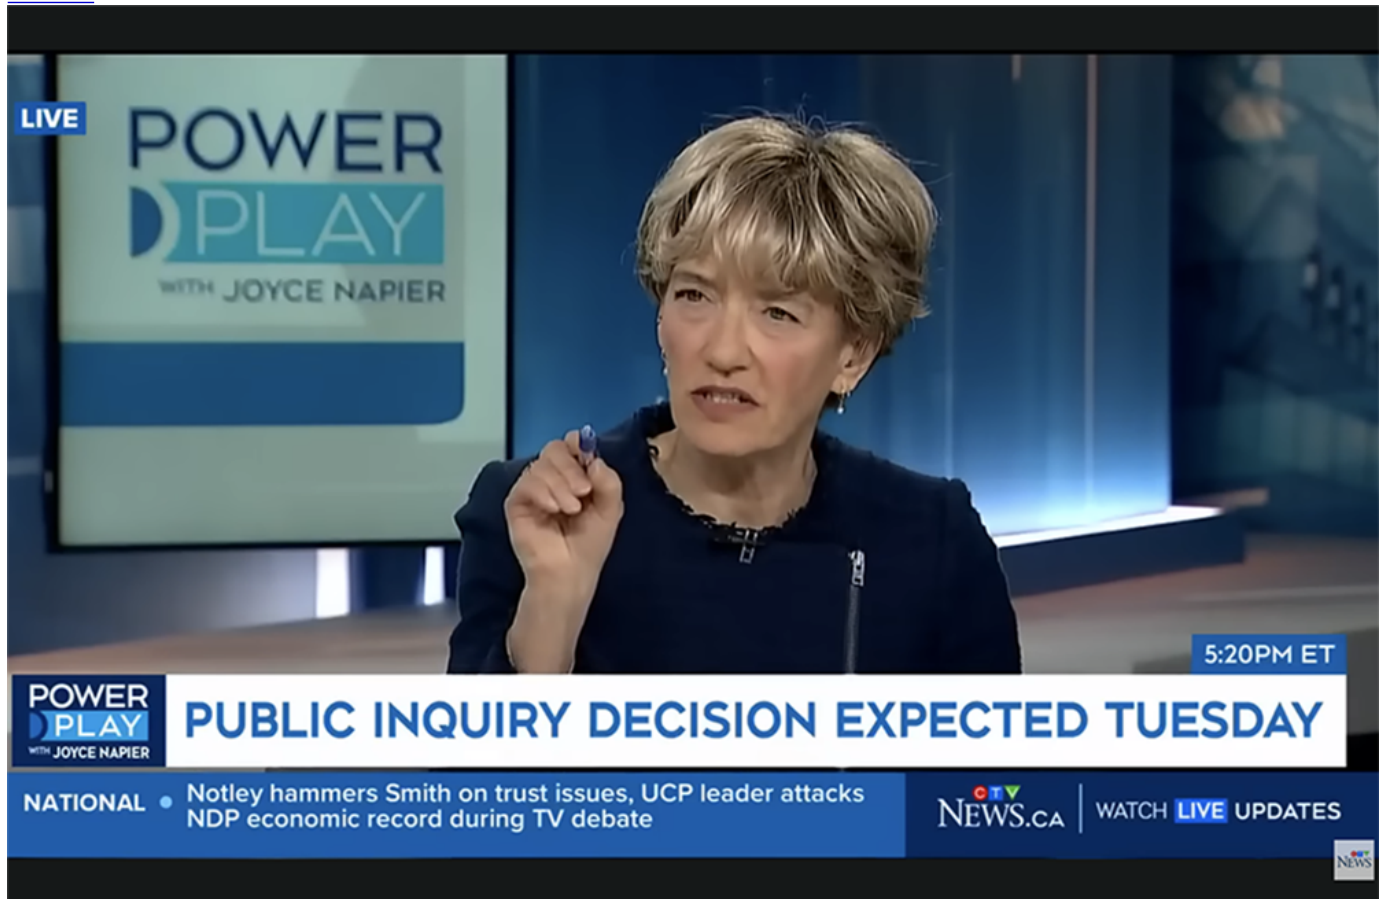 LIVE
POWER
PLAY
WITH JOYCE NAPIER
5:20PM ET
POWER
PLAY
WITH JOYCE NAPIER
PUBLIC INQUIRY DECISION EXPECTED TUESDAY
NATIONAL • Notley hammers Smith on trust issues, UCP leader attacks
NDP economic record during TV debate
CTV
NEWS.CA
WATCH LIVE UPDATES
CTV
NEWS